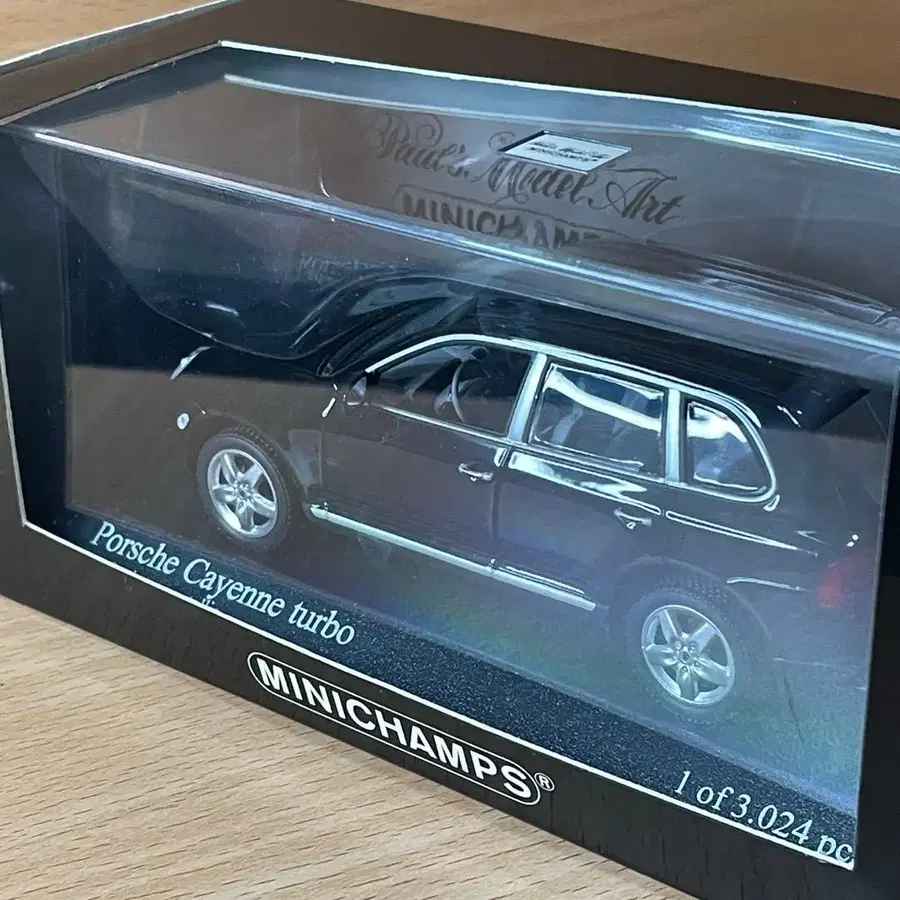 Paul's Model Art
MINICHAMPS
Porsche Cayenne turbo
MINICHAMPS®
1 of 3.024 pc